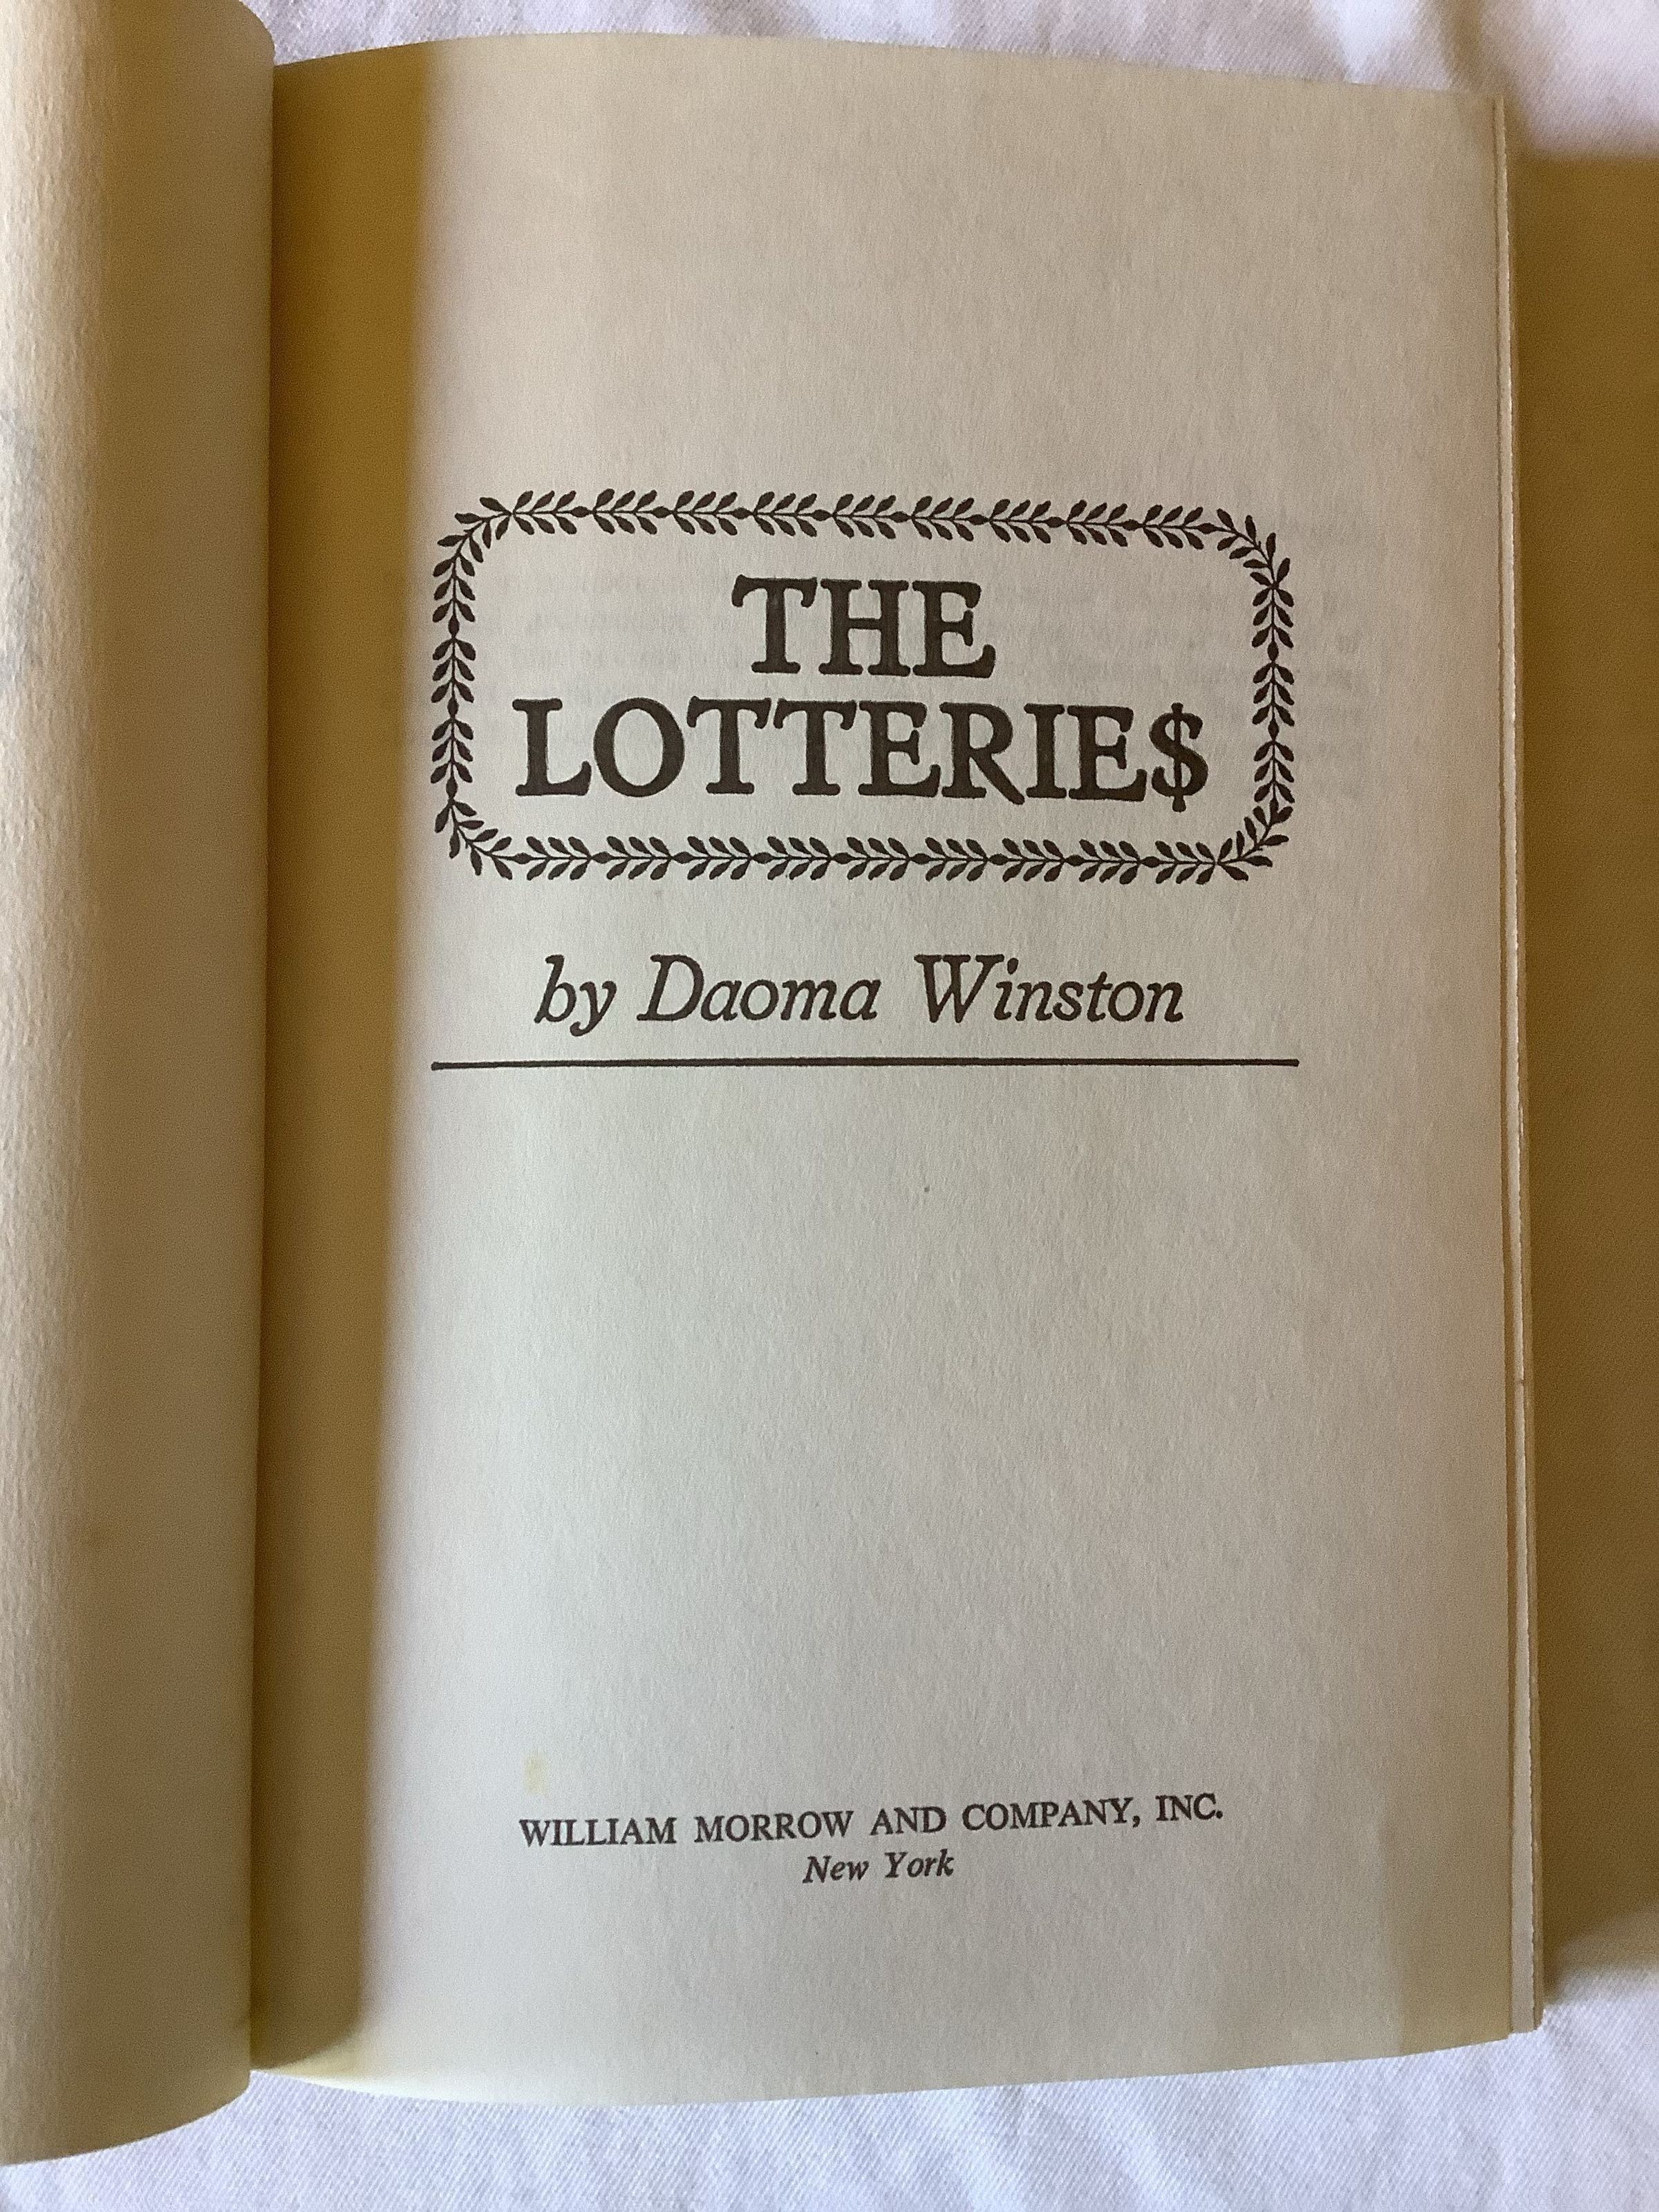 THE
LOTTERIE$
by Daoma Winston
WILLIAM MORROW AND COMPANY, INC.
New York